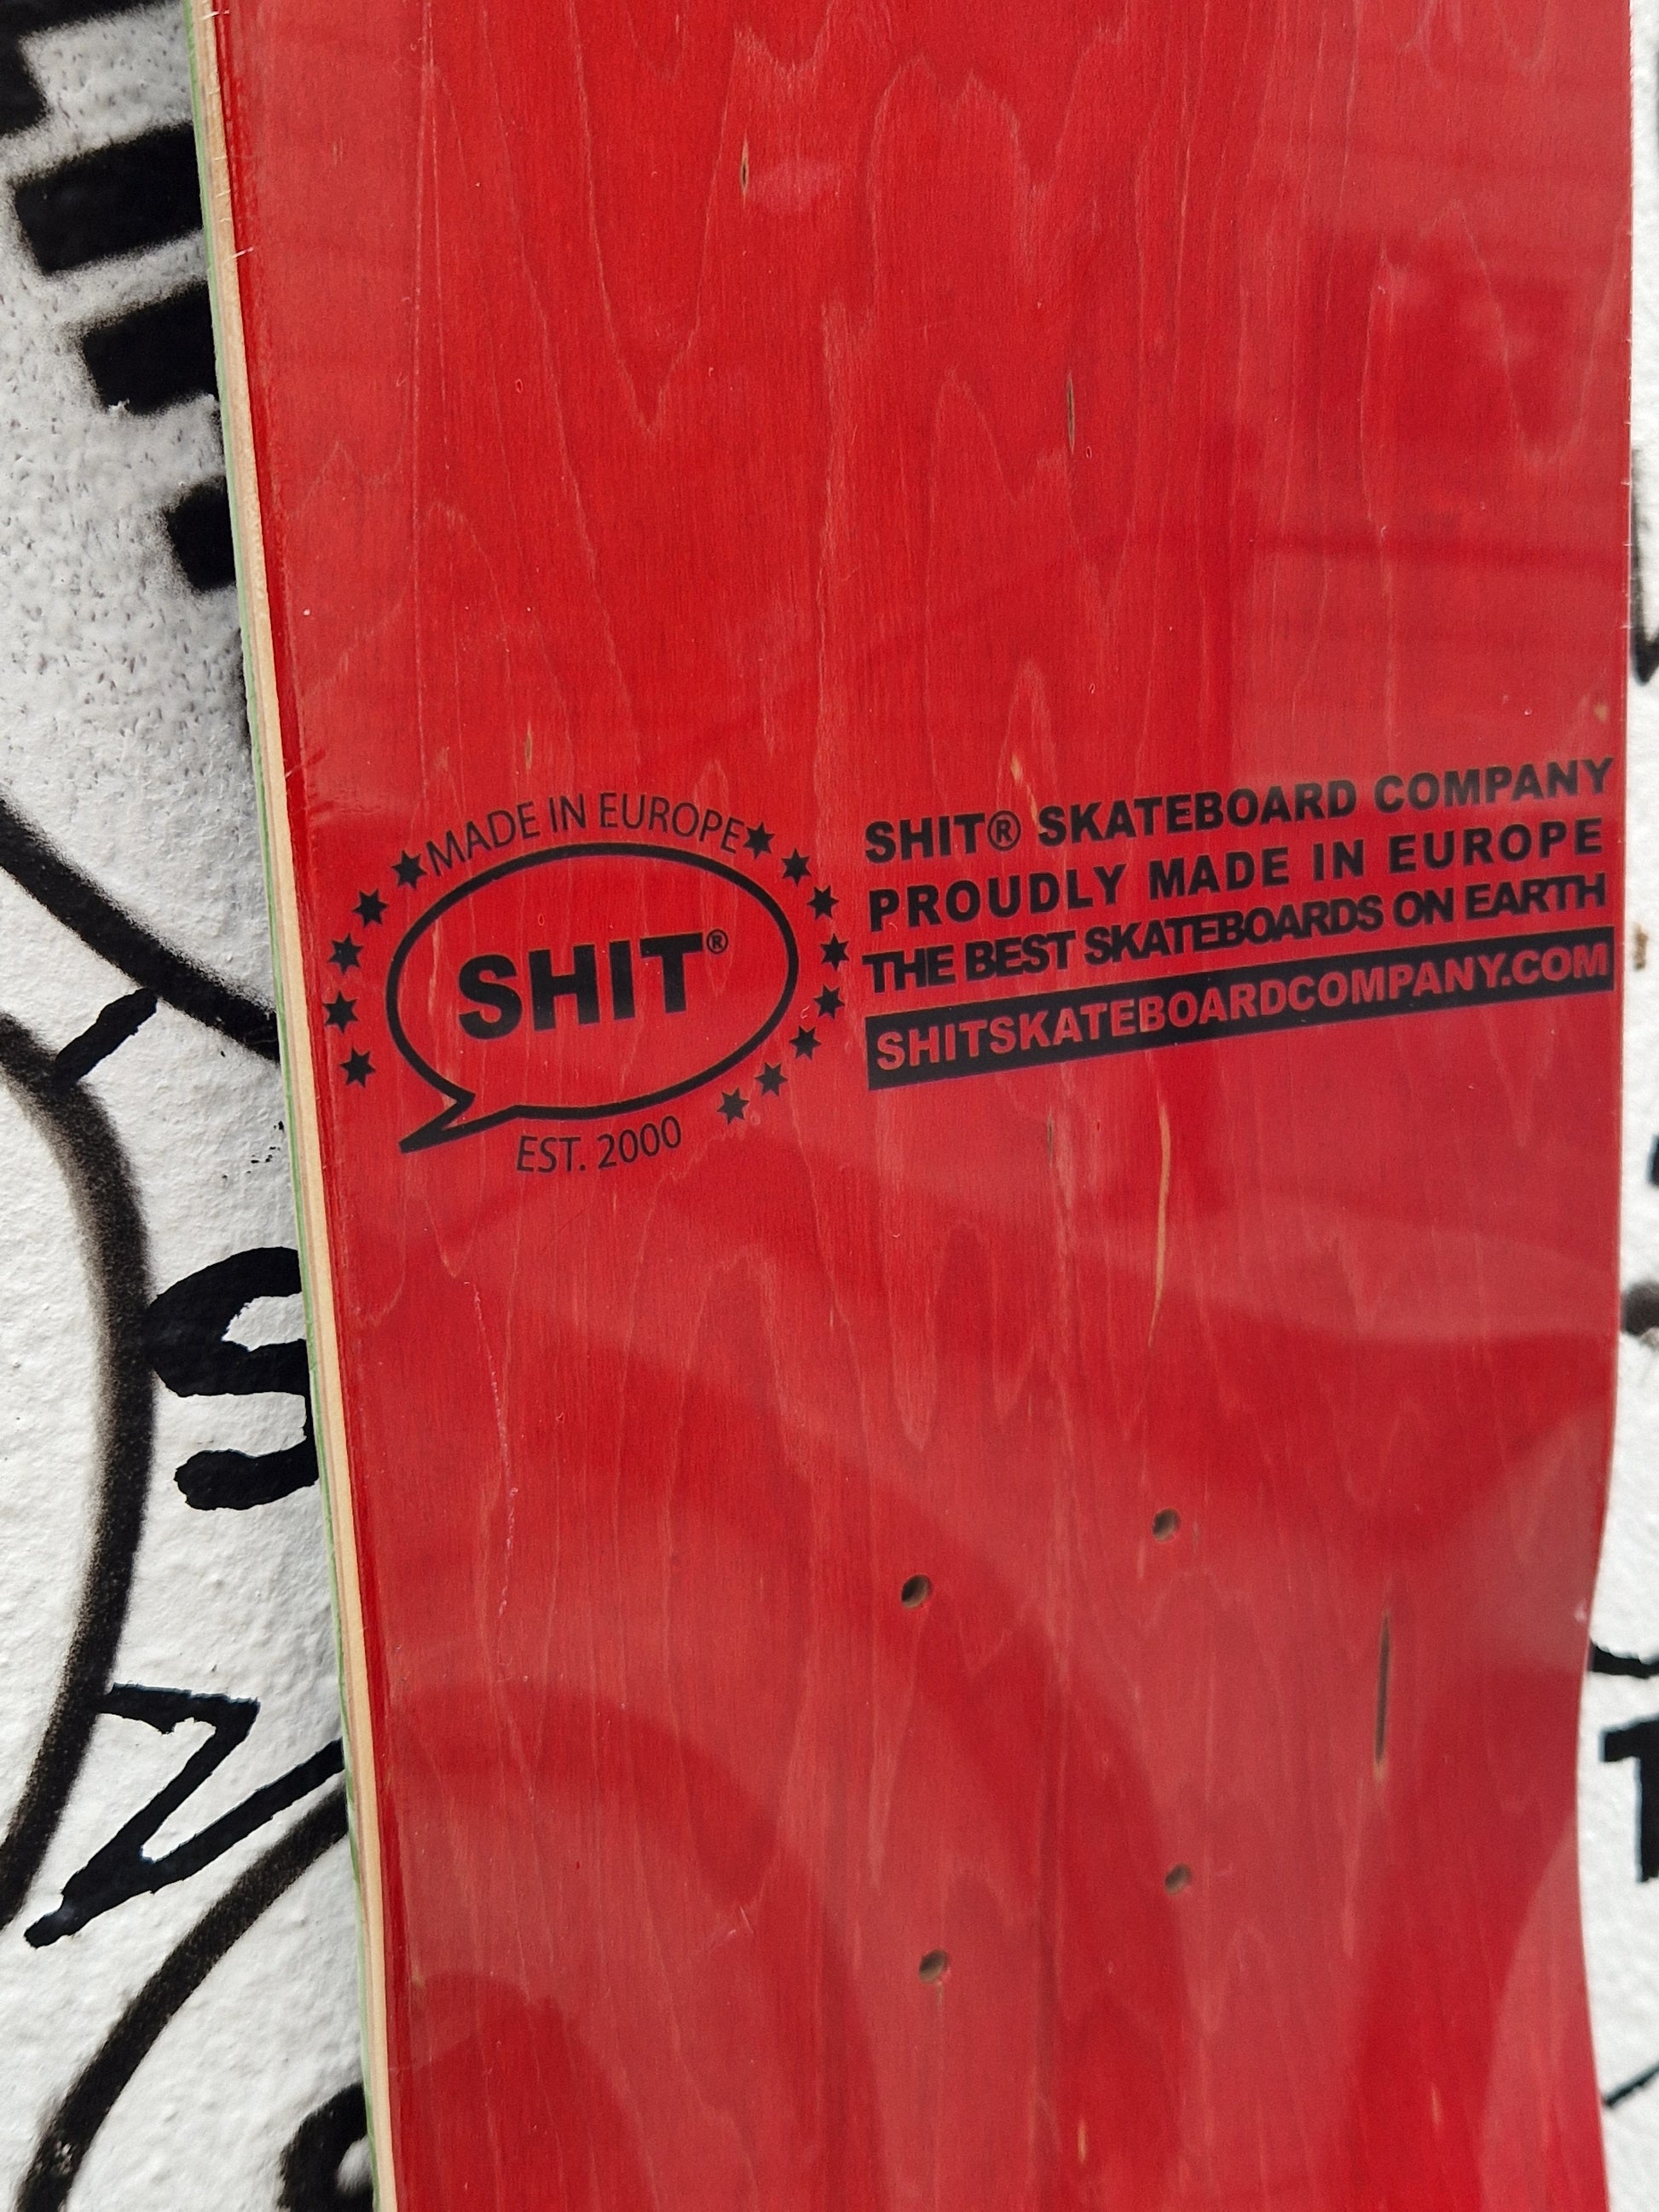 MADE IN EUROPE
SHIT®
EST. 2000
SHIT® SKATEBOARD COMPANY
PROUDLY MADE IN EUROPE
THE BEST SKATEBOARDS ON EARTH
SHITSKATEBOARDCOMPANY.COM